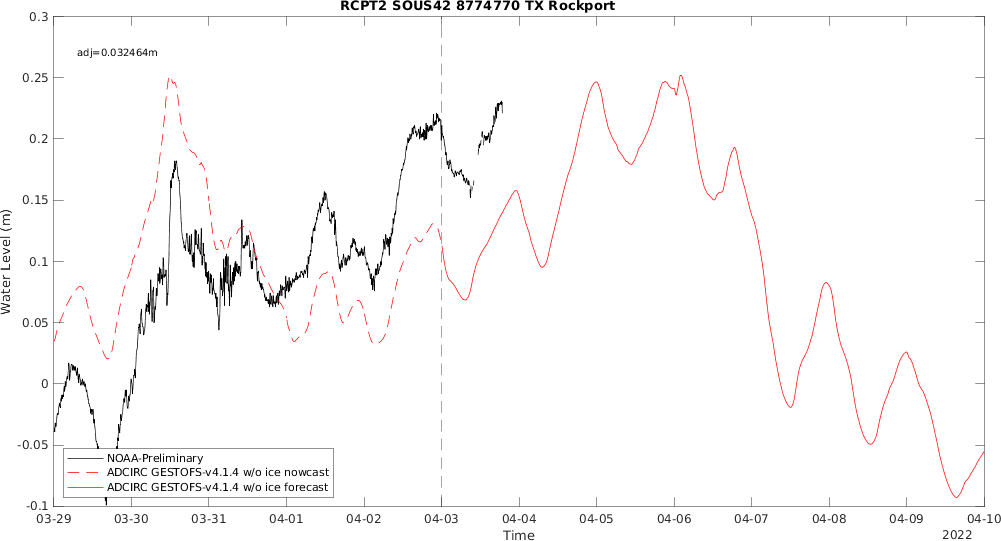 RCPT2 SOUS42 8774770 TX Rockport
0.3
adj=0.032464m
0.25
0.2
0.15
0.1
0.05
0
-0.05
-0.1
Water Level (m)
NOAA-Preliminary
ADCIRC GESTOFS-v4.1.4 w/o ice nowcast
ADCIRC GESTOFS-v4.1.4 w/o ice forecast
03-29 03-30 03-31 04-01 04-02 04-03 04-04 04-05 04-06 04-07 04-08 04-09 04-10
Time
2022